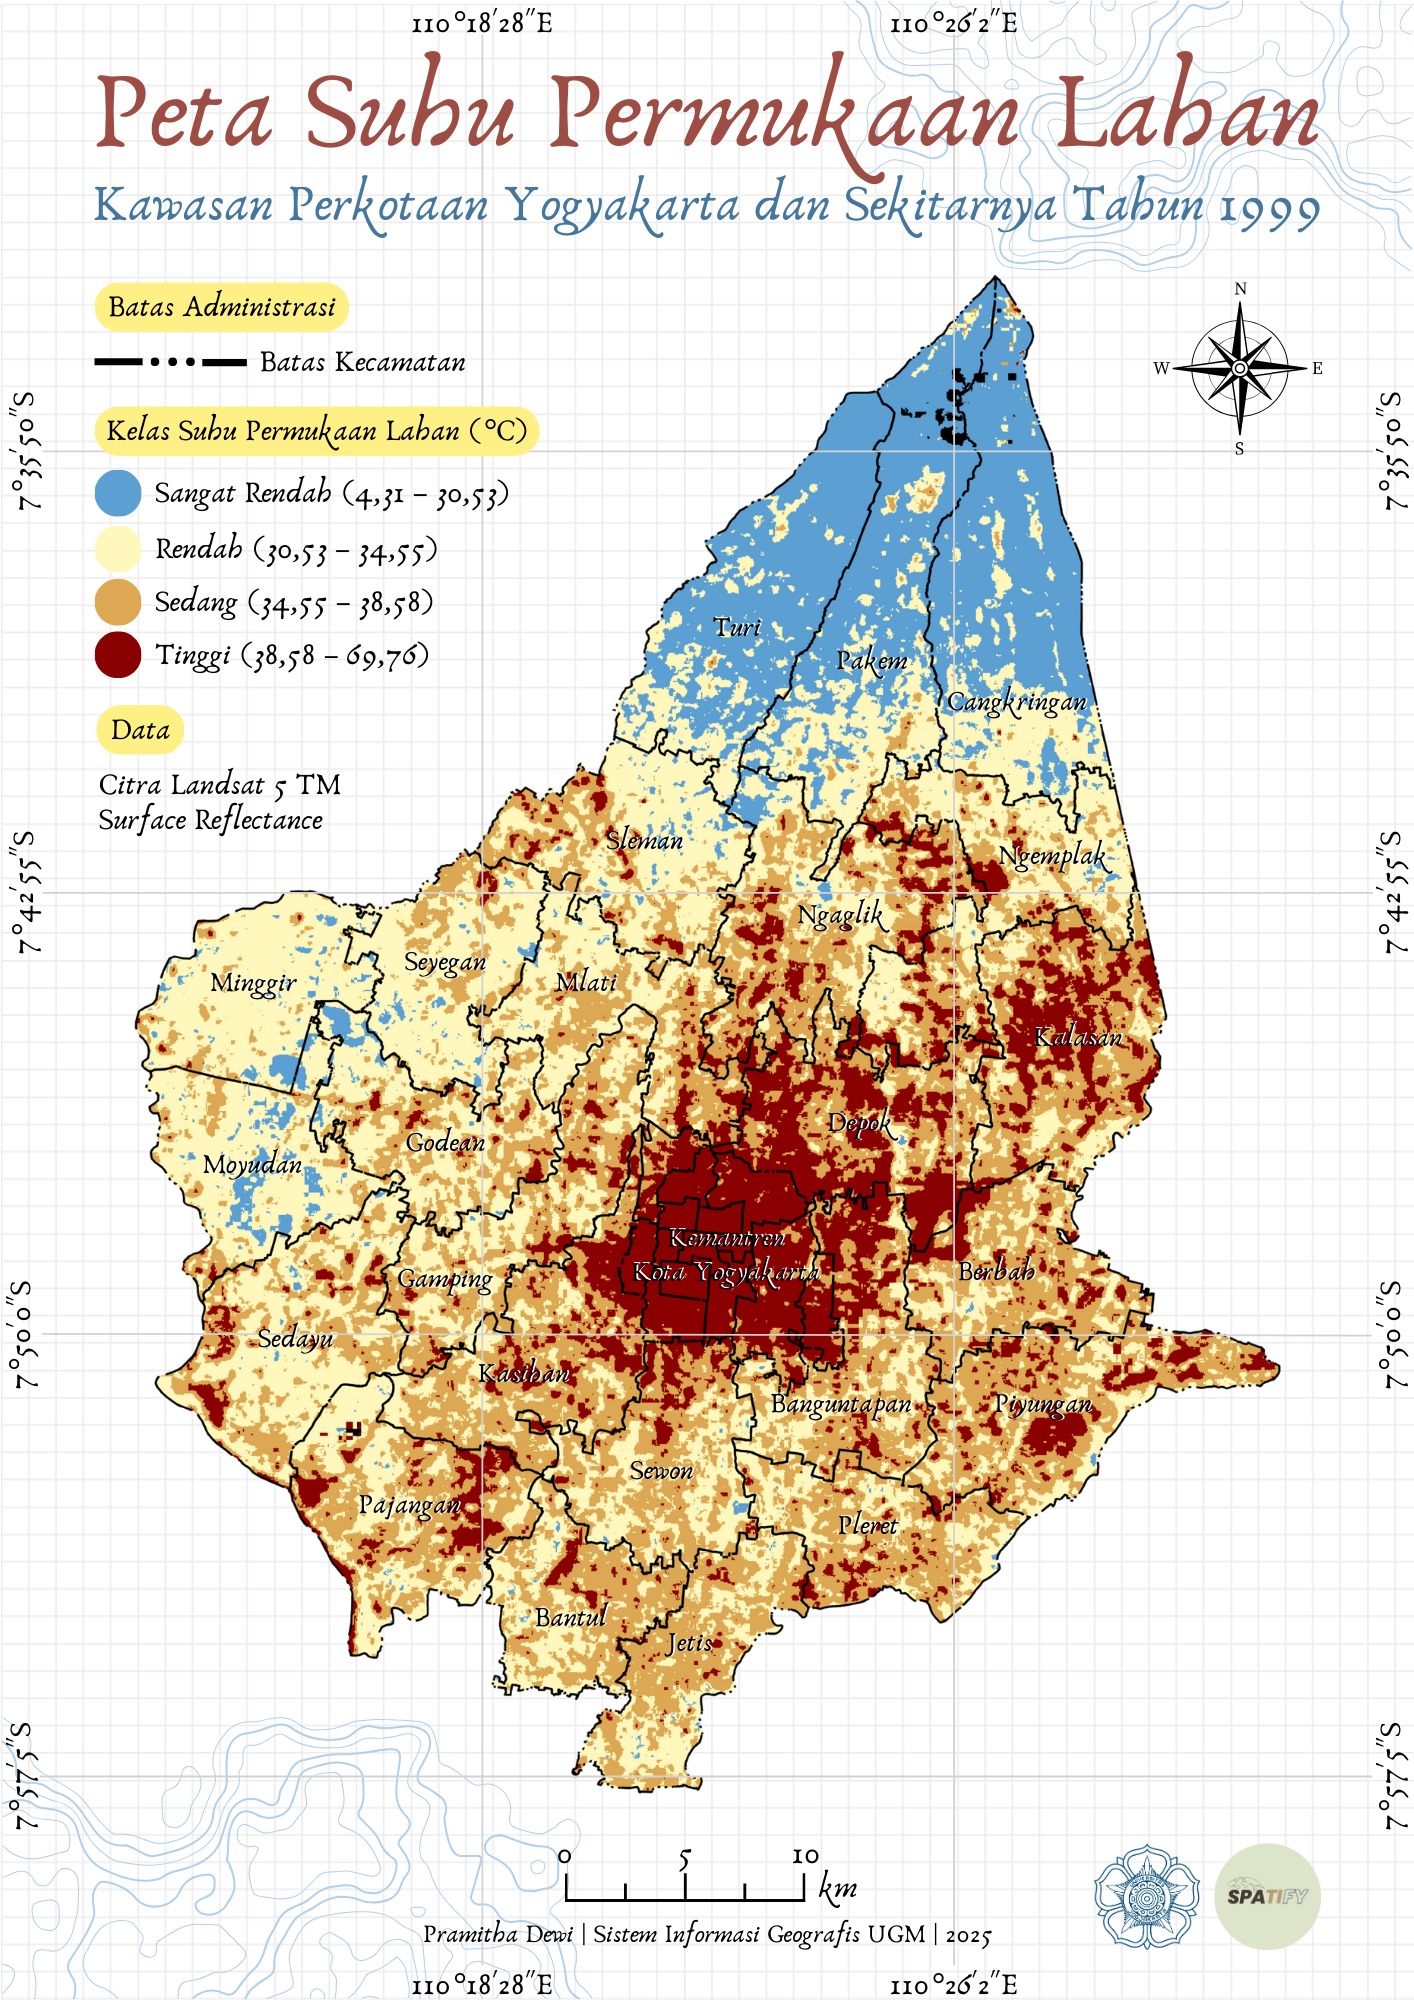 110°18'28"E
110°26'2"E
Peta Suhu Permukaan Lahan
Kawasan Perkotaan Yogyakarta dan Sekitarnya Tahun 1999
Batas Administrasi
Batas Kecamatan
Kelas Suhu Permukaan Lahan (°C)
Sangat Rendah (4,31 – 30,53)
Rendah (30,53 – 34,55)
Sedang (34,55 – 38,58)
Tinggi (38,58 – 69,76)
Data
Citra Landsat 5 TM
Surface Reflectance
N
W
E
S
7°35'50"S
7°35'50"S
7°42'55"S
7°42'55"S
7°50'0"S
7°50'0"S
7°57'5"S
7°57'5"S
Turi
Pakem
Cangkringan
Sleman
Ngemplak
Ngaglik
Seyegan
Minggir
Mlati
Kalasan
Depok
Godean
Moyudan
Kemantren
Kota Yogyakarta
Berbah
Gamping
Sedayu
Kasihan
Banguntapan
Piyungan
Sewon
Pajangan
Pleret
Bantul
Jetis
0
5
10
km
Pramitha Dewi | Sistem Informasi Geografis UGM | 2025
SPATIFY
110°18'28"E
110°26'2"E